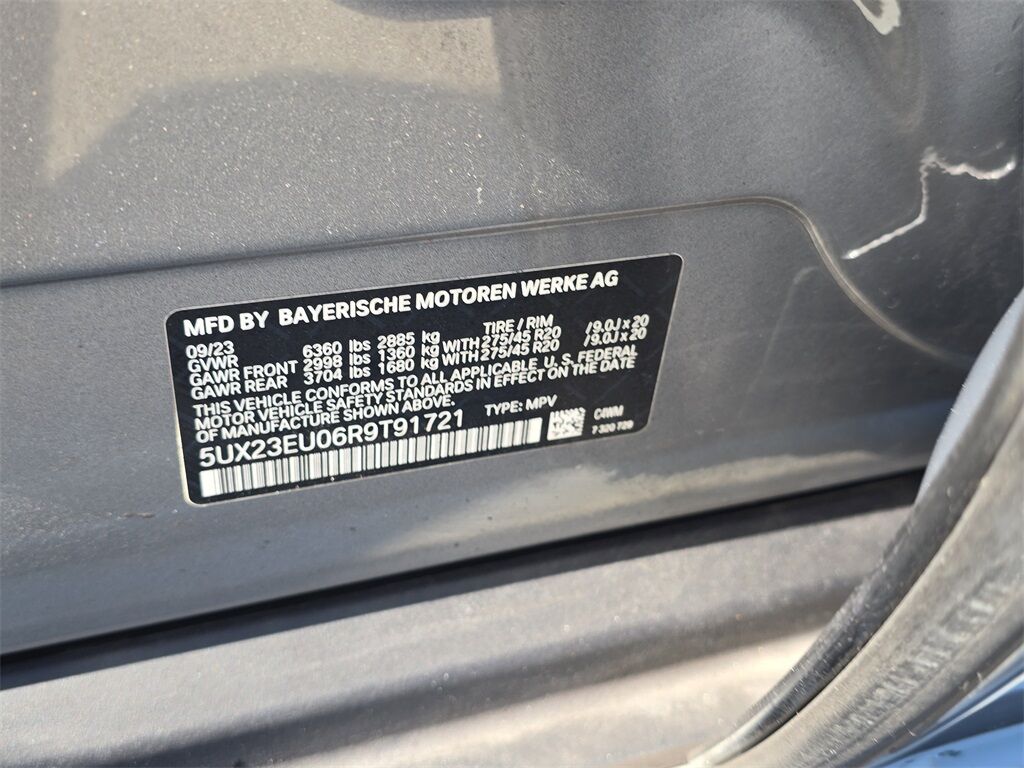 MFD BY BAYERISCHE MOTOREN WERKE AG
09/23 TIRE / RIM
GVWR 6360 lbs 2885 kg
GAWR FRONT 2998 lbs 1360 kg WITH 275/45 R20 /9.0J x 20
GAWR REAR 3704 lbs 1680 kg WITH 275/45 R20 /9.0J x 20
THIS VEHICLE CONFORMS TO ALL APPLICABLE U.S. FEDERAL
MOTOR VEHICLE SAFETY STANDARDS IN EFFECT ON THE DATE
OF MANUFACTURE SHOWN ABOVE.
5UX23EU06R9T91721 TYPE: MPV
C4WM
7 320 720